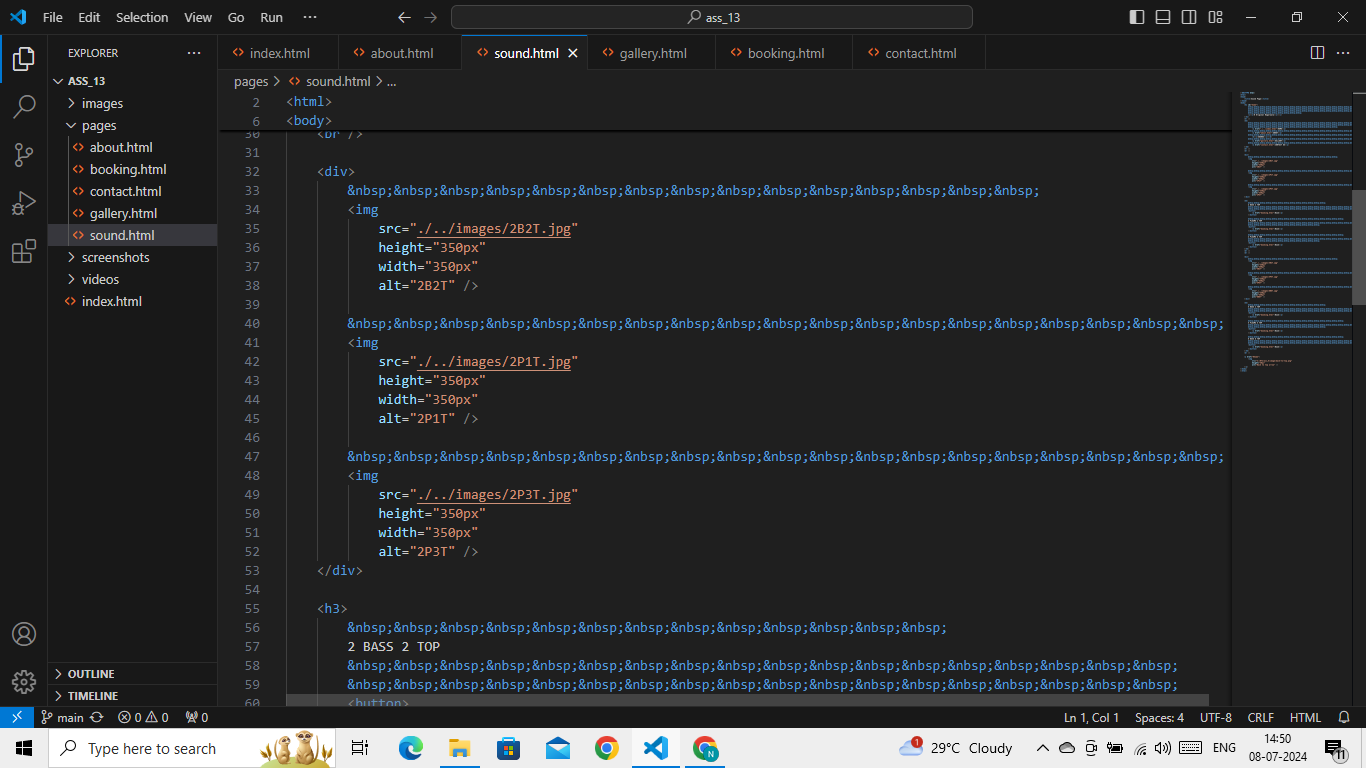 File Edit Selection View Go Run ··· ass_13
EXPLORER ···
index.html about.html sound.html gallery.html booking.html contact.html
pages > sound.html > ...
ASS_13
images
pages
about.html
booking.html
contact.html
gallery.html
sound.html
screenshots
videos
index.html
OUTLINE
TIMELINE
2 <html>
6 <body>
30 <br />
31
32 <div>
33 &nbsp;&nbsp;&nbsp;&nbsp;&nbsp;&nbsp;&nbsp;&nbsp;&nbsp;&nbsp;&nbsp;&nbsp;&nbsp;&nbsp;&nbsp;
34 <img
35 src="./../images/2B2T.jpg"
36 height="350px"
37 width="350px"
38 alt="2B2T" />
39
40 &nbsp;&nbsp;&nbsp;&nbsp;&nbsp;&nbsp;&nbsp;&nbsp;&nbsp;&nbsp;&nbsp;&nbsp;&nbsp;&nbsp;&nbsp;&nbsp;&nbsp;&nbsp;&nbsp;
41 <img
42 src="./../images/2P1T.jpg"
43 height="350px"
44 width="350px"
45 alt="2P1T" />
46
47 &nbsp;&nbsp;&nbsp;&nbsp;&nbsp;&nbsp;&nbsp;&nbsp;&nbsp;&nbsp;&nbsp;&nbsp;&nbsp;&nbsp;&nbsp;&nbsp;&nbsp;&nbsp;&nbsp;
48 <img
49 src="./../images/2P3T.jpg"
50 height="350px"
51 width="350px"
52 alt="2P3T" />
53 </div>
54
55 <h3>
56 &nbsp;&nbsp;&nbsp;&nbsp;&nbsp;&nbsp;&nbsp;&nbsp;&nbsp;&nbsp;&nbsp;&nbsp;&nbsp;
57 2 BASS 2 TOP
58 &nbsp;&nbsp;&nbsp;&nbsp;&nbsp;&nbsp;&nbsp;&nbsp;&nbsp;&nbsp;&nbsp;&nbsp;&nbsp;&nbsp;&nbsp;&nbsp;&nbsp;&nbsp;
59 &nbsp;&nbsp;&nbsp;&nbsp;&nbsp;&nbsp;&nbsp;&nbsp;&nbsp;&nbsp;&nbsp;&nbsp;&nbsp;&nbsp;&nbsp;&nbsp;&nbsp;&nbsp;
60 <button>
main 0 0 0 Ln 1, Col 1 Spaces: 4 UTF-8 CRLF HTML
Type here to search N 1 29°C Cloudy ENG 14:50
08-07-2024 11